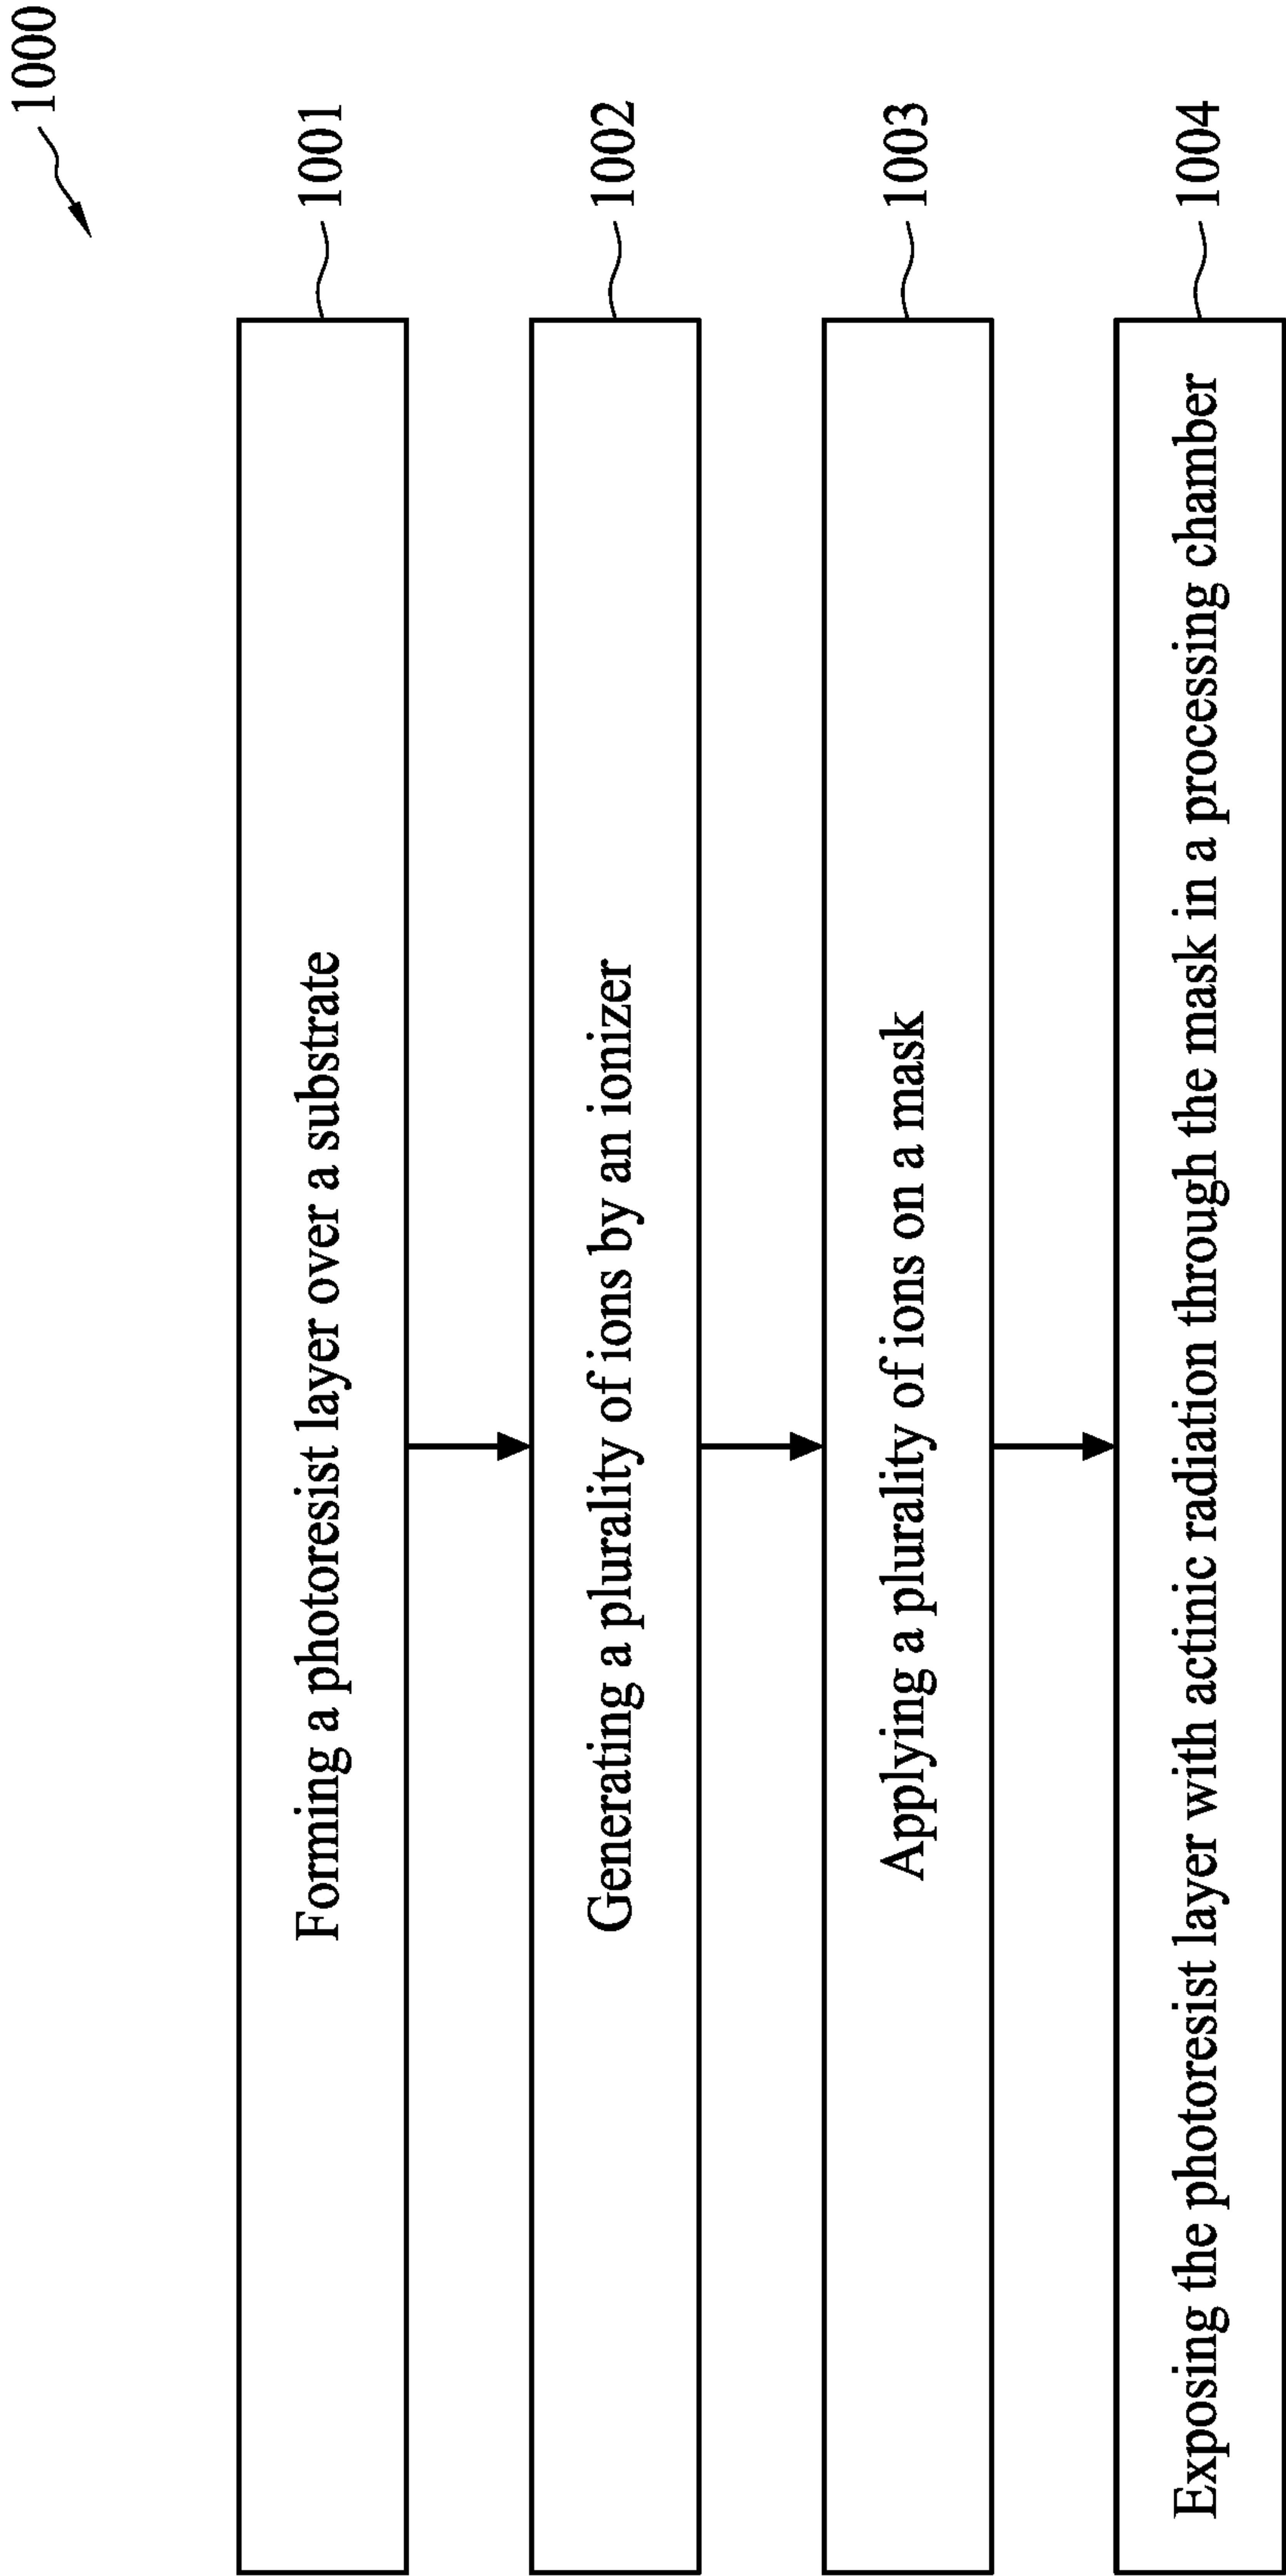 1000
Forming a photoresist layer over a substrate
1001
Generating a plurality of ions by an ionizer
1002
Applying a plurality of ions on a mask
1003
Exposing the photoresist layer with actinic radiation through the mask in a processing chamber
1004